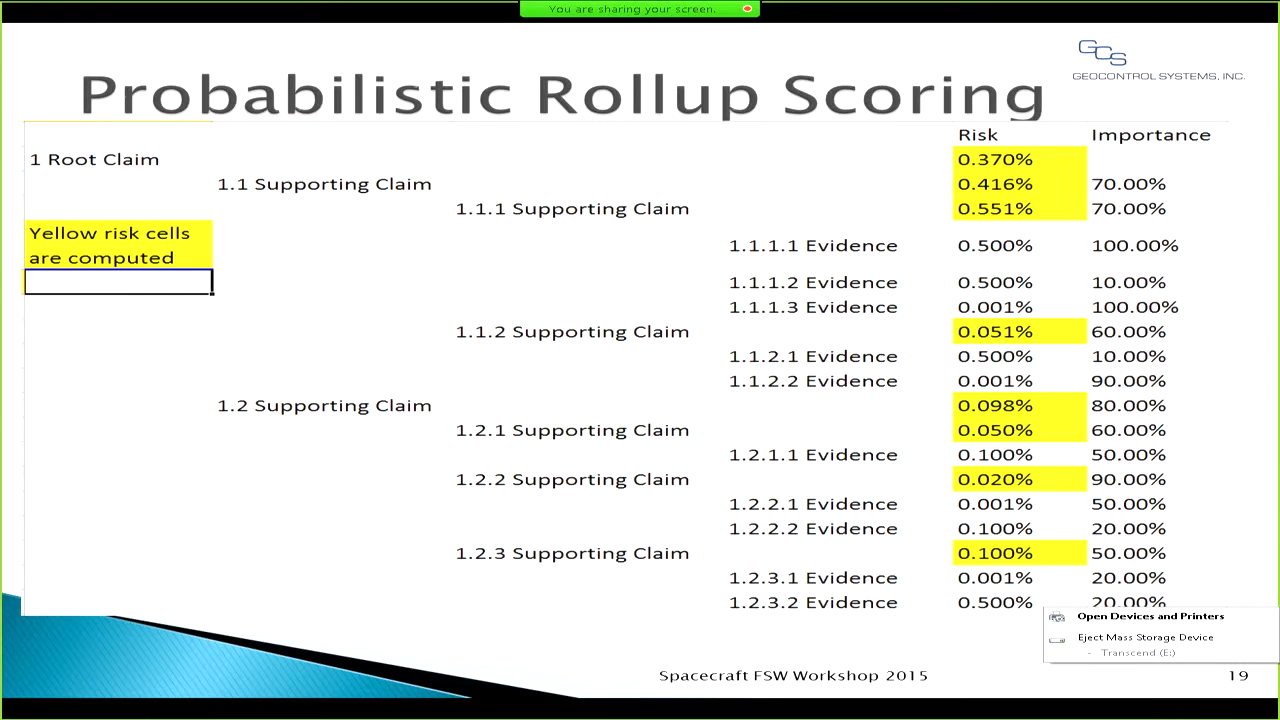 You are sharing your screen.
GCS
GEOCONTROL SYSTEMS, INC.
Probabilistic Rollup Scoring
Risk Importance
1 Root Claim 0.370%
1.1 Supporting Claim 0.416% 70.00%
1.1.1 Supporting Claim 0.551% 70.00%
Yellow risk cells
are computed
1.1.1.1 Evidence 0.500% 100.00%
1.1.1.2 Evidence 0.500% 10.00%
1.1.1.3 Evidence 0.001% 100.00%
1.1.2 Supporting Claim 0.051% 60.00%
1.1.2.1 Evidence 0.500% 10.00%
1.1.2.2 Evidence 0.001% 90.00%
1.2 Supporting Claim 0.098% 80.00%
1.2.1 Supporting Claim 0.050% 60.00%
1.2.1.1 Evidence 0.100% 50.00%
1.2.2 Supporting Claim 0.020% 90.00%
1.2.2.1 Evidence 0.001% 50.00%
1.2.2.2 Evidence 0.100% 20.00%
1.2.3 Supporting Claim 0.100% 50.00%
1.2.3.1 Evidence 0.001% 20.00%
1.2.3.2 Evidence 0.500% 20.00%
Open Devices and Printers
Eject Mass Storage Device
- Transcend (E:)
Spacecraft FSW Workshop 2015 19